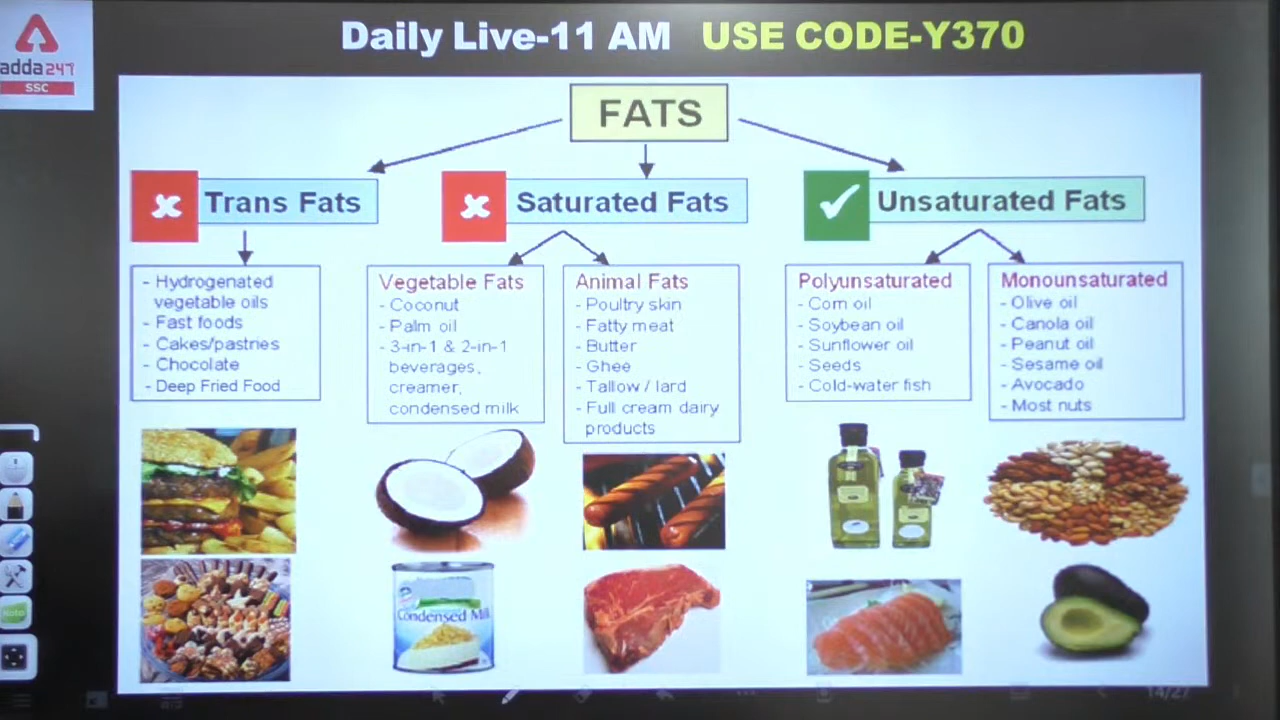 Daily Live-11 AM USE CODE-Y370
adda247
SSC
FATS
Trans Fats
Saturated Fats
Unsaturated Fats
- Hydrogenated
vegetable oils
- Fast foods
- Cakes/pastries
- Chocolate
- Deep Fried Food
Vegetable Fats
- Coconut
- Palm oil
- 3-in-1 & 2-in-1
beverages,
creamer,
condensed milk
Animal Fats
- Poultry skin
- Fatty meat
- Butter
- Ghee
- Tallow / lard
- Full cream dairy
products
Polyunsaturated
- Corn oil
- Soybean oil
- Sunflower oil
- Seeds
- Cold-water fish
Monounsaturated
- Olive oil
- Canola oil
- Peanut oil
- Sesame oil
- Avocado
- Most nuts
Condensed Milk
14/27